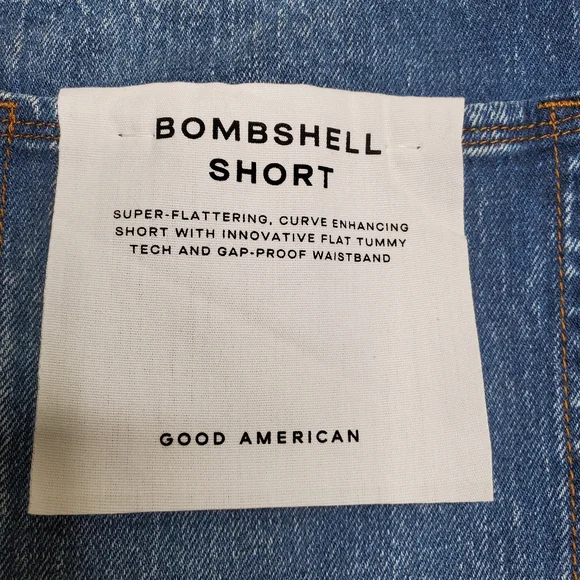 BOMBSHELL
SHORT
SUPER-FLATTERING, CURVE ENHANCING
SHORT WITH INNOVATIVE FLAT TUMMY
TECH AND GAP-PROOF WAISTBAND
GOOD AMERICAN